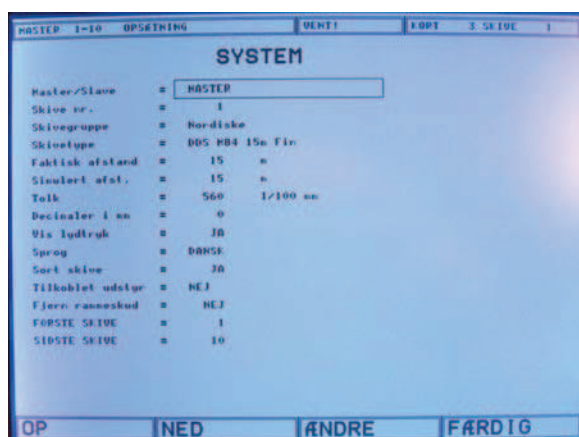 MASTER 1-10 OPSÆTNING VENT! KORT 3 SKIVE 1
SYSTEM
Master/Slave = MASTER
Skive nr. = 1
Skivegruppe = Nordiske
Skivetype = DDS M84 15m Fin
Faktisk afstand = 15 m
Simulert afst. = 15 m
Tolk = 560 1/100 mm
Decimaler i mm = 0
Vis lydtryk = JA
Sprog = DANSK
Sort skive = JA
Tilkoblet udstyr = NEJ
Fjern rammeskud = NEJ
FØRSTE SKIVE = 1
SIDSTE SKIVE = 10
OP NED ÆNDRE FÆRDIG